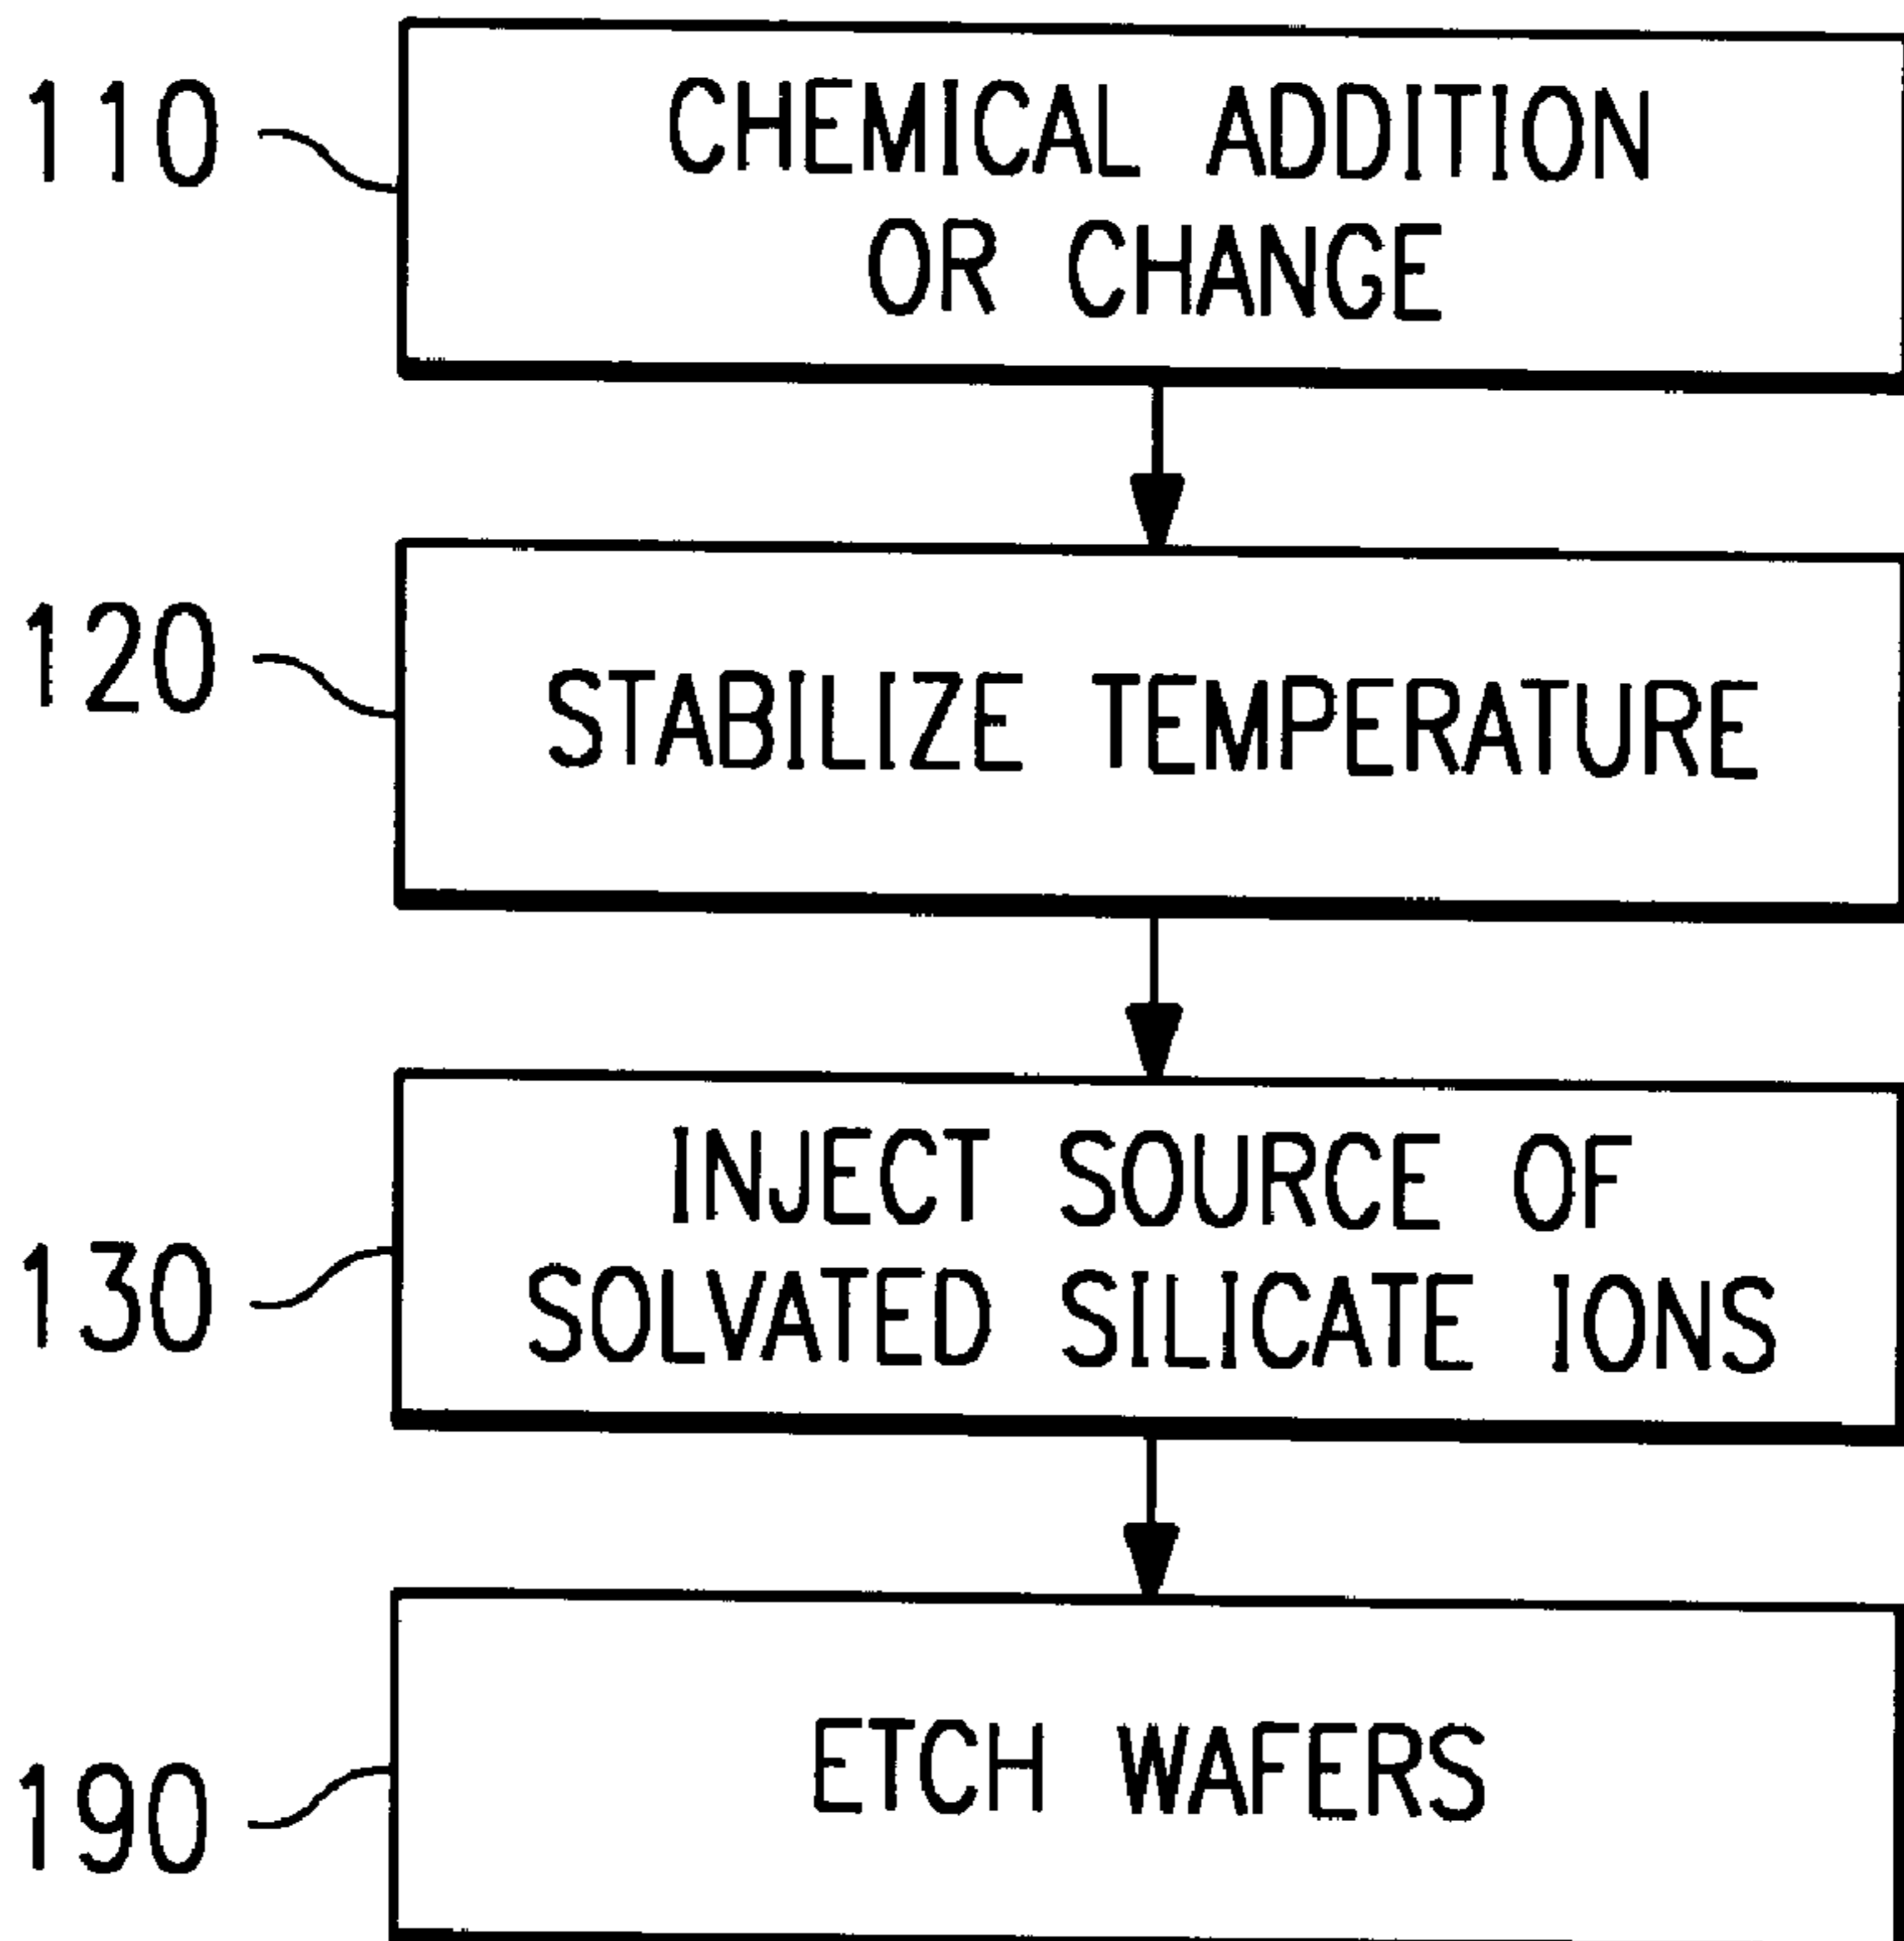 110
CHEMICAL ADDITION
OR CHANGE
120
STABILIZE TEMPERATURE
130
INJECT SOURCE OF
SOLVATED SILICATE IONS
190
ETCH WAFERS